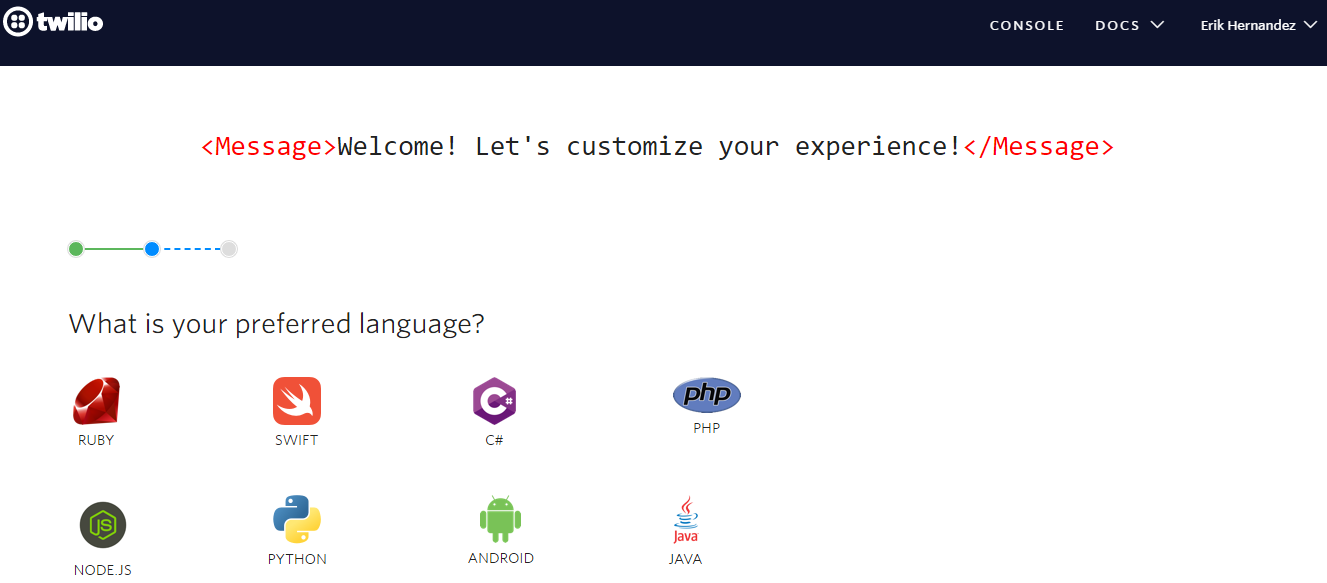 twilio
CONSOLE DOCS Erik Hernandez
<Message>Welcome! Let's customize your experience!</Message>
What is your preferred language?
C# php
RUBY SWIFT C# PHP
JS Java
NODE.JS PYTHON ANDROID JAVA